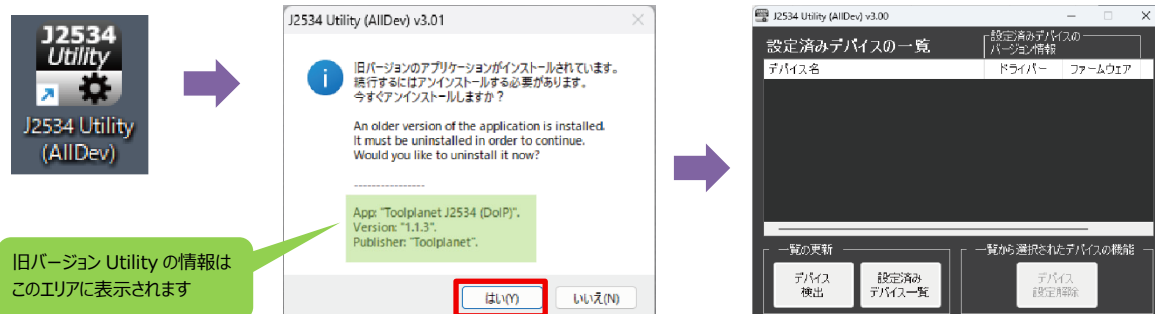 J2534
Utility
J2534 Utility
(AllDev)
旧バージョン Utility の情報は
このエリアに表示されます
J2534 Utility (AllDev) v3.01
旧バージョンのアプリケーションがインストールされています。
続行するにはアンインストールする必要があります。
今すぐアンインストールしますか？
An older version of the application is installed.
It must be uninstalled in order to continue.
Would you like to uninstall it now?
----------------
App: "Toolplanet J2534 (DoIP)".
Version: "1.1.3".
Publisher: "Toolplanet".
はい(Y)
いいえ(N)
J2534 Utility (AllDev) v3.00
設定済みデバイスの一覧
設定済みデバイスの
バージョン情報
デバイス名
ドライバー
ファームウェア
一覧の更新
デバイス
検出
設定済み
デバイス一覧
一覧から選択されたデバイスの機能
デバイス
設定解除